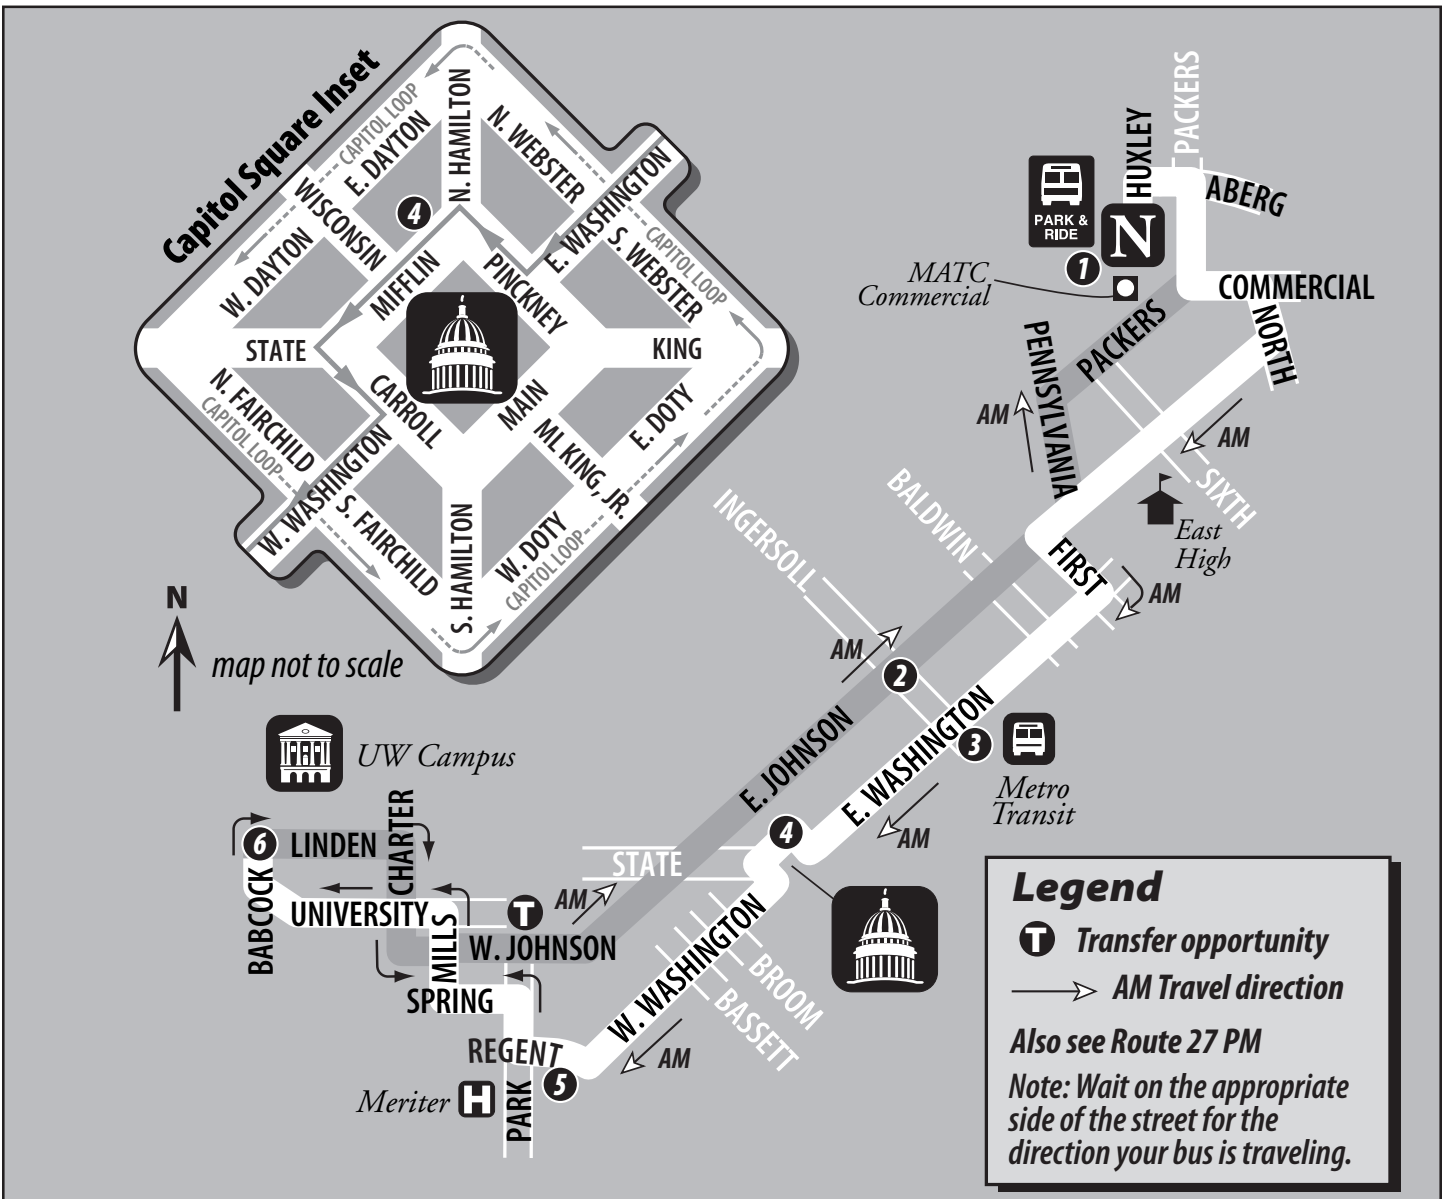 Capitol Square Inset
CAPITOL LOOP
E. DAYTON
N. HAMILTON
N. WEBSTER
E. WASHINGTON
WISCONSIN
4
W. DAYTON
MIFFLIN
PINCKNEY
S. WEBSTER
CAPITOL LOOP
STATE
KING
N. FAIRCHILD
CAPITOL LOOP
CARROLL
MAIN
E. DOTY
ML KING, JR.
W. WASHINGTON
S. FAIRCHILD
S. HAMILTON
W. DOTY
CAPITOL LOOP
N
map not to scale
PACKERS
HUXLEY
ABERG
PARK &
RIDE
N
1
MATC
Commercial
COMMERCIAL
NORTH
PENNSYLVANIA
PACKERS
AM
AM
SIXTH
East
High
BALDWIN
INGERSOLL
FIRST
AM
AM
2
E. JOHNSON
E. WASHINGTON
3
Metro
Transit
AM
4
STATE
UW Campus
6
LINDEN
CHARTER
BABCOCK
UNIVERSITY
MILLS
T
AM
W. JOHNSON
SPRING
W. WASHINGTON
BROOM
BASSETT
AM
REGENT
5
Meriter
H
PARK
Legend
T Transfer opportunity
AM Travel direction
Also see Route 27 PM
Note: Wait on the appropriate
side of the street for the
direction your bus is traveling.